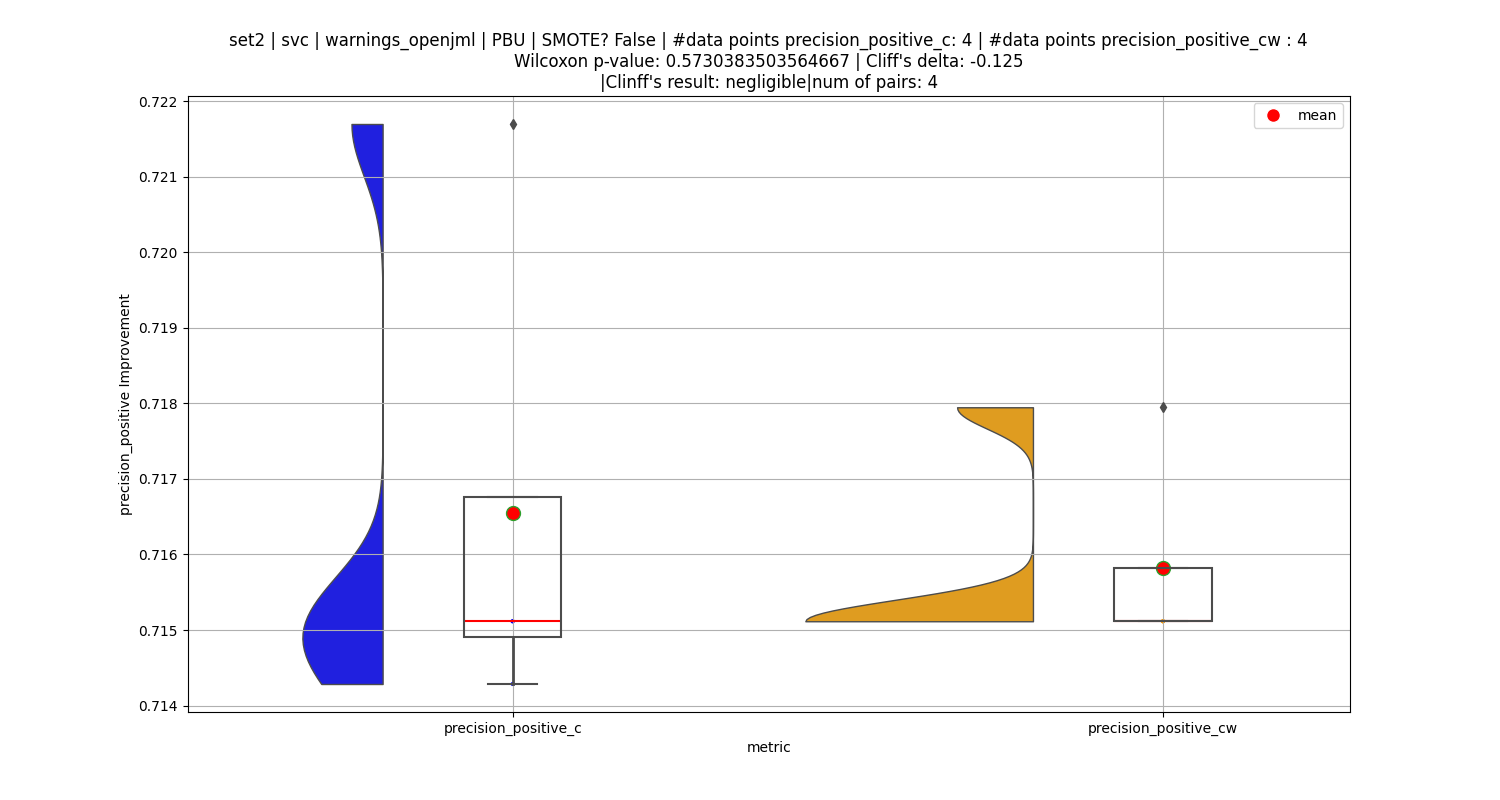 set2 | svc | warnings_openjml | PBU | SMOTE? False | #data points precision_positive_c: 4 | #data points precision_positive_cw : 4
Wilcoxon p-value: 0.5730383503564667 | Cliff's delta: -0.125
|Clinff's result: negligible|num of pairs: 4
mean
0.722
0.721
0.720
0.719
0.718
0.717
0.716
0.715
0.714
precision_positive Improvement
precision_positive_c
precision_positive_cw
metric